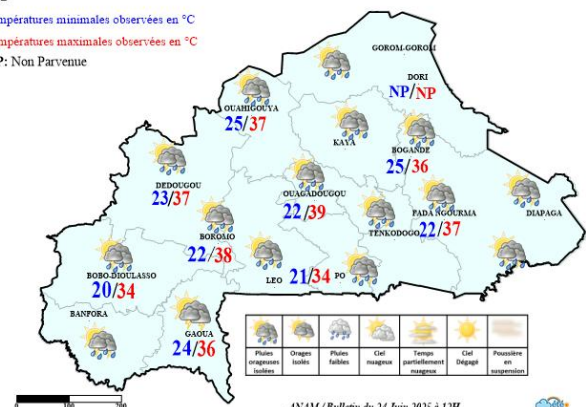 empératures minimales observées en °C
empératures maximales observées en °C
P: Non Parvenue
GOROM-GOROM
DORI
NP/NP
OUAHIGOUYA
25/37
KAYA
BOGANDE
25/36
DEDOUGOU
23/37
OUAGADOUGOU
22/39
FADA NGOURMA
22/37
DIAPAGA
TENKODOGO
BOROMO
22/38
BOBO-DIOULASSO
20/34
LEO
21/34
PO
BANFORA
GAOUA
24/36
Pluies orageuses isolées
Orages isolés
Pluies faibles
Ciel nuageux
Temps partiellement nuageux
Ciel Dégagé
Poussière en suspension
0 100 200
ANAM / Bulletin du 24 Juin 2025 à 12H